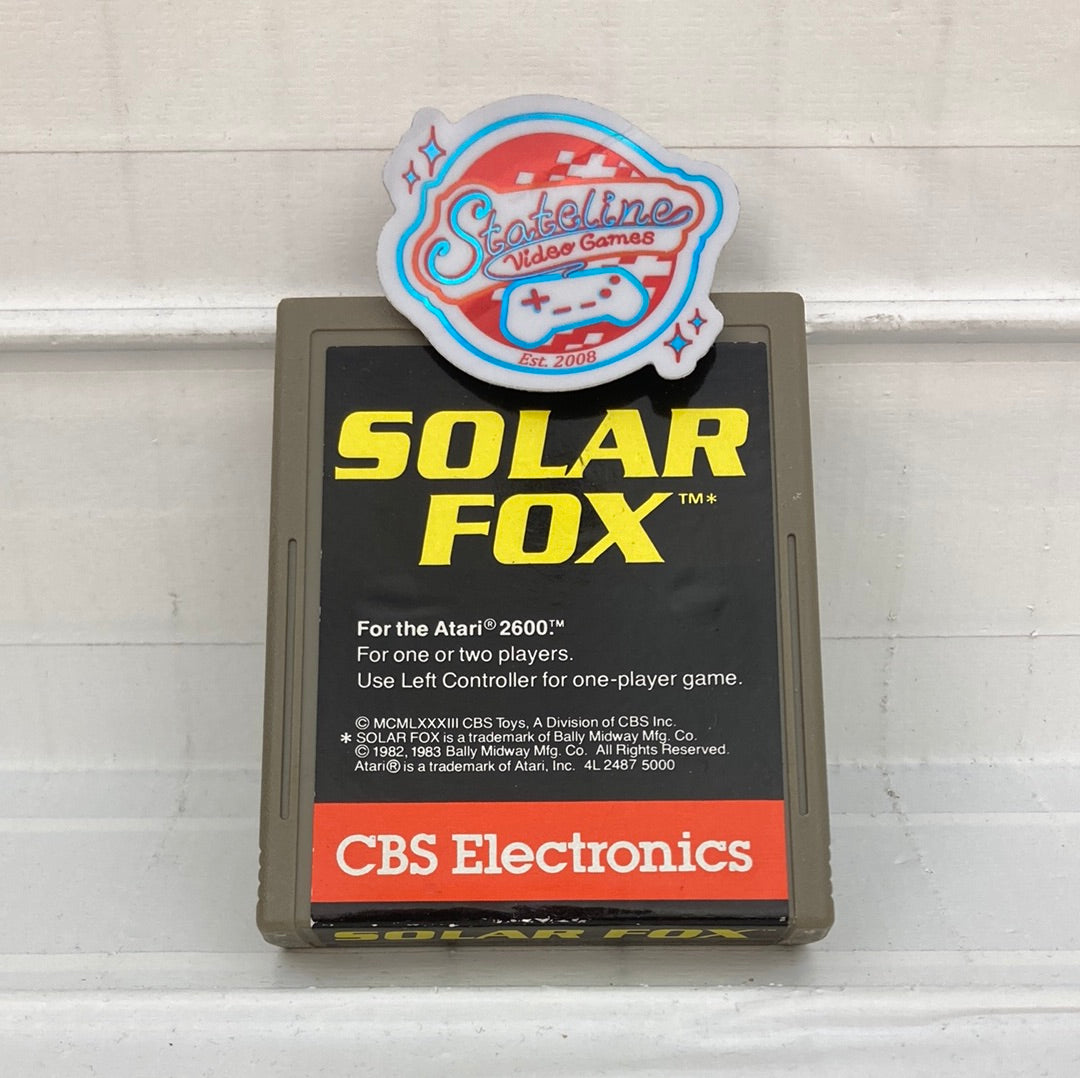 Stateline
Video Games
Est. 2008
SOLAR
FOX™*
For the Atari® 2600.™
For one or two players.
Use Left Controller for one-player game.
© MCMLXXXIII CBS Toys, A Division of CBS Inc.
* SOLAR FOX is a trademark of Bally Midway Mfg. Co.
© 1982, 1983 Bally Midway Mfg. Co. All Rights Reserved.
Atari® is a trademark of Atari, Inc. 4L 2487 5000
CBS Electronics
SOLAR FOX™